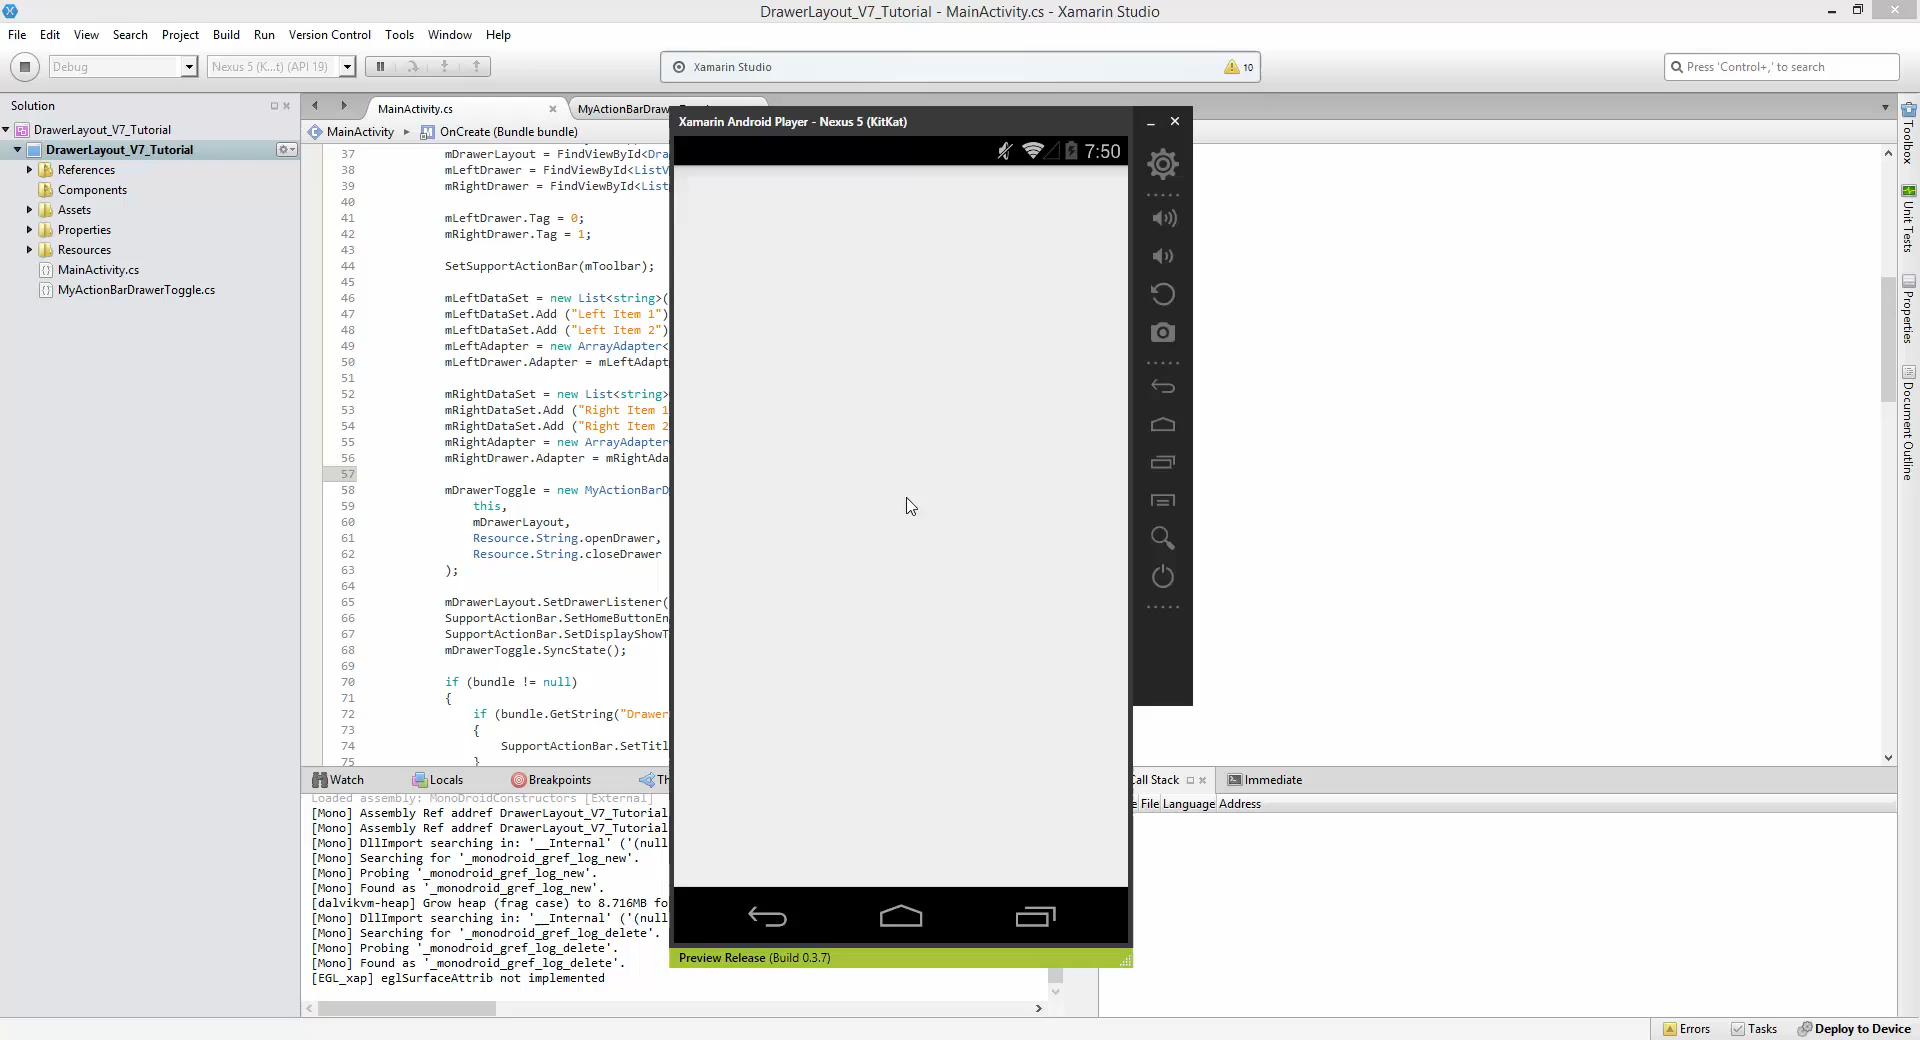 DrawerLayout_V7_Tutorial - MainActivity.cs - Xamarin Studio
File Edit View Search Project Build Run Version Control Tools Window Help
Debug Nexus 5 (K...t) (API 19) Xamarin Studio 10 Press 'Control+,' to search
Solution
DrawerLayout_V7_Tutorial
DrawerLayout_V7_Tutorial
References
Components
Assets
Properties
Resources
MainActivity.cs
MyActionBarDrawerToggle.cs
MainActivity.cs
MainActivity OnCreate (Bundle bundle)
37 mDrawerLayout = FindViewById<Dra
38 mLeftDrawer = FindViewById<ListV
39 mRightDrawer = FindViewById<List
40
41 mLeftDrawer.Tag = 0;
42 mRightDrawer.Tag = 1;
43
44 SetSupportActionBar(mToolbar);
45
46 mLeftDataSet = new List<string>(
47 mLeftDataSet.Add ("Left Item 1")
48 mLeftDataSet.Add ("Left Item 2")
49 mLeftAdapter = new ArrayAdapter<
50 mLeftDrawer.Adapter = mLeftAdapt
51
52 mRightDataSet = new List<string>
53 mRightDataSet.Add ("Right Item 1
54 mRightDataSet.Add ("Right Item 2
55 mRightAdapter = new ArrayAdapter
56 mRightDrawer.Adapter = mRightAda
57
58 mDrawerToggle = new MyActionBarD
59 this,
60 mDrawerLayout,
61 Resource.String.openDrawer,
62 Resource.String.closeDrawer
63 );
64
65 mDrawerLayout.SetDrawerListener(
66 SupportActionBar.SetHomeButtonEn
67 SupportActionBar.SetDisplayShowT
68 mDrawerToggle.SyncState();
69
70 if (bundle != null)
71 {
72 if (bundle.GetString("Drawer
73 {
74 SupportActionBar.SetTitl
75 }
Xamarin Android Player - Nexus 5 (KitKat)
7:50
Preview Release (Build 0.3.7)
Toolbox
Unit Tests
Properties
Document Outline
Watch Locals Breakpoints Th
Loaded assembly: MonoDroidConstructors [External]
[Mono] Assembly Ref addref DrawerLayout_V7_Tutorial
[Mono] Assembly Ref addref DrawerLayout_V7_Tutorial
[Mono] DllImport searching in: '__Internal' ('(null
[Mono] Searching for '_monodroid_gref_log_new'.
[Mono] Probing '_monodroid_gref_log_new'.
[Mono] Found as '_monodroid_gref_log_new'.
[dalvikvm-heap] Grow heap (frag case) to 8.716MB fo
[Mono] DllImport searching in: '__Internal' ('(null
[Mono] Searching for '_monodroid_gref_log_delete'.
[Mono] Probing '_monodroid_gref_log_delete'.
[Mono] Found as '_monodroid_gref_log_delete'.
[EGL_xap] eglSurfaceAttrib not implemented
Call Stack Immediate
e File Language Address
Errors Tasks Deploy to Device